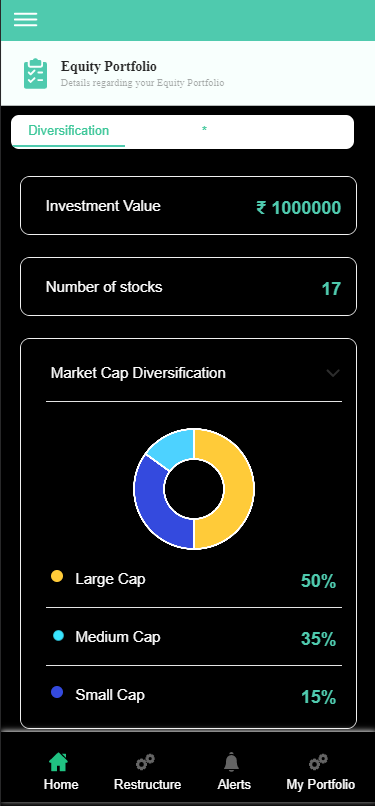 Equity Portfolio
Details regarding your Equity Portfolio
Diversification *
Investment Value ₹ 1000000
Number of stocks 17
Market Cap Diversification
Large Cap 50%
Medium Cap 35%
Small Cap 15%
Home Restructure Alerts My Portfolio